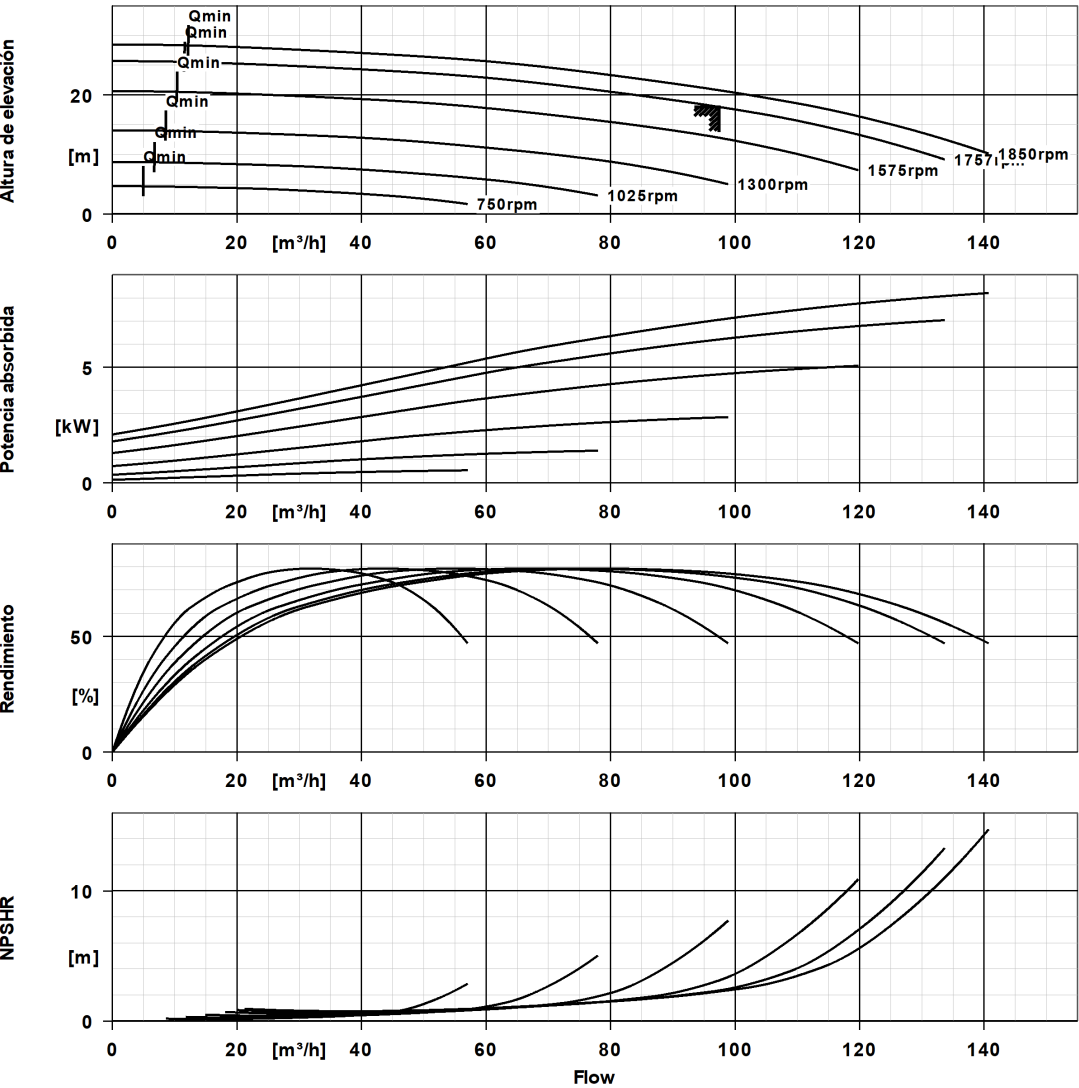 Altura de elevación
[m]
20
0
Qmin
Qmin
Qmin
Qmin
Qmin
Qmin
1850rpm
1575rpm
1300rpm
1025rpm
750rpm
0 20 [m³/h] 40 60 80 100 120 140
Potencia absorbida
[kW]
5
0
0 20 [m³/h] 40 60 80 100 120 140
Rendimiento
[%]
50
0
0 20 [m³/h] 40 60 80 100 120 140
NPSHR
[m]
10
0
0 20 [m³/h] 40 60 80 100 120 140
Flow